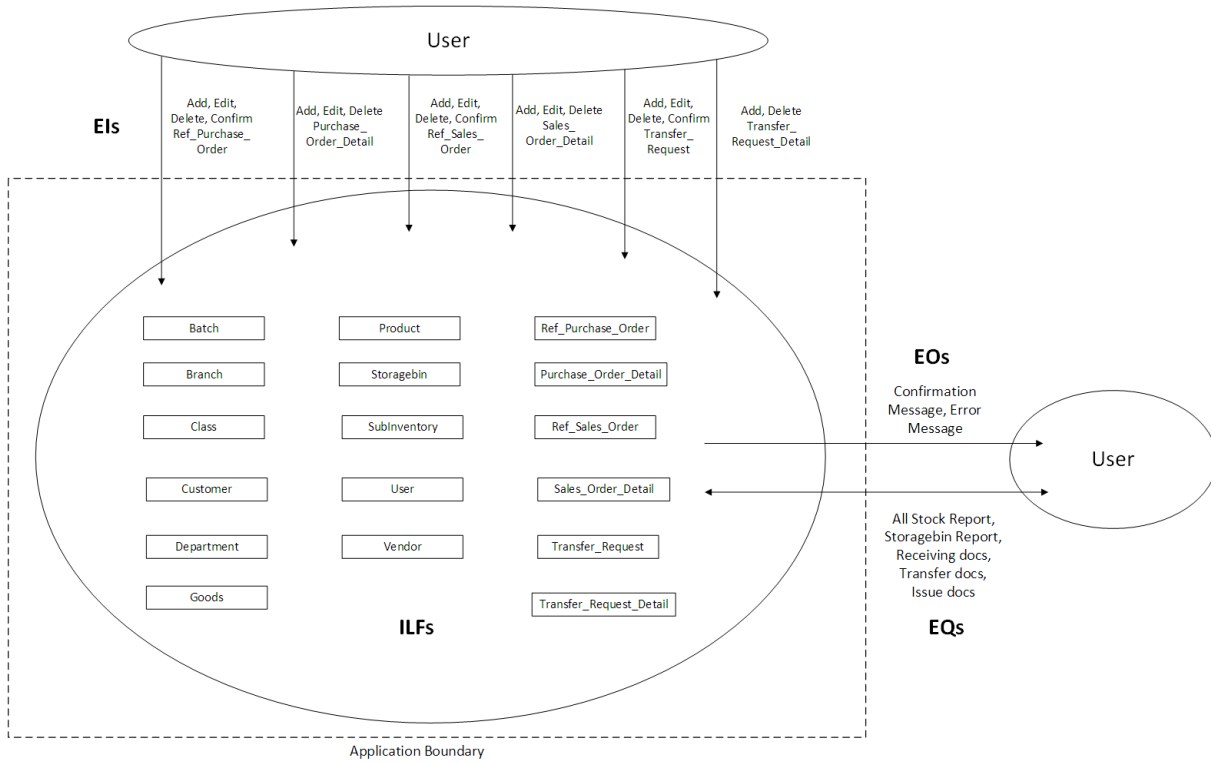 User
EIs
Add, Edit,
Delete, Confirm
Ref_Purchase_
Order
Add, Edit, Delete
Purchase_
Order_Detail
Add, Edit,
Delete, Confirm
Ref_Sales_
Order
Add, Edit, Delete
Sales_
Order_Detail
Add, Edit,
Delete, Confirm
Transfer_
Request
Add, Delete
Transfer_
Request_Detail
Batch
Product
Ref_Purchase_Order
Branch
Storagebin
Purchase_Order_Detail
Class
SubInventory
Ref_Sales_Order
Customer
User
Sales_Order_Detail
Department
Vendor
Transfer_Request
Goods
Transfer_Request_Detail
ILFs
EOs
Confirmation
Message, Error
Message
User
All Stock Report,
Storagebin Report,
Receiving docs,
Transfer docs,
Issue docs
EQs
Application Boundary